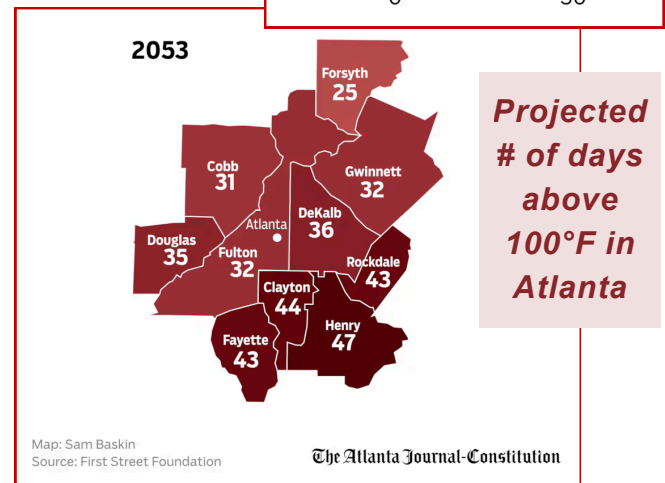 2053
Forsyth
25
Cobb
31
Gwinnett
32
DeKalb
36
Atlanta
Douglas
35
Fulton
32
Rockdale
43
Clayton
44
Henry
47
Fayette
43
Projected
# of days
above
100°F in
Atlanta
Map: Sam Baskin
Source: First Street Foundation
The Atlanta Journal-Constitution